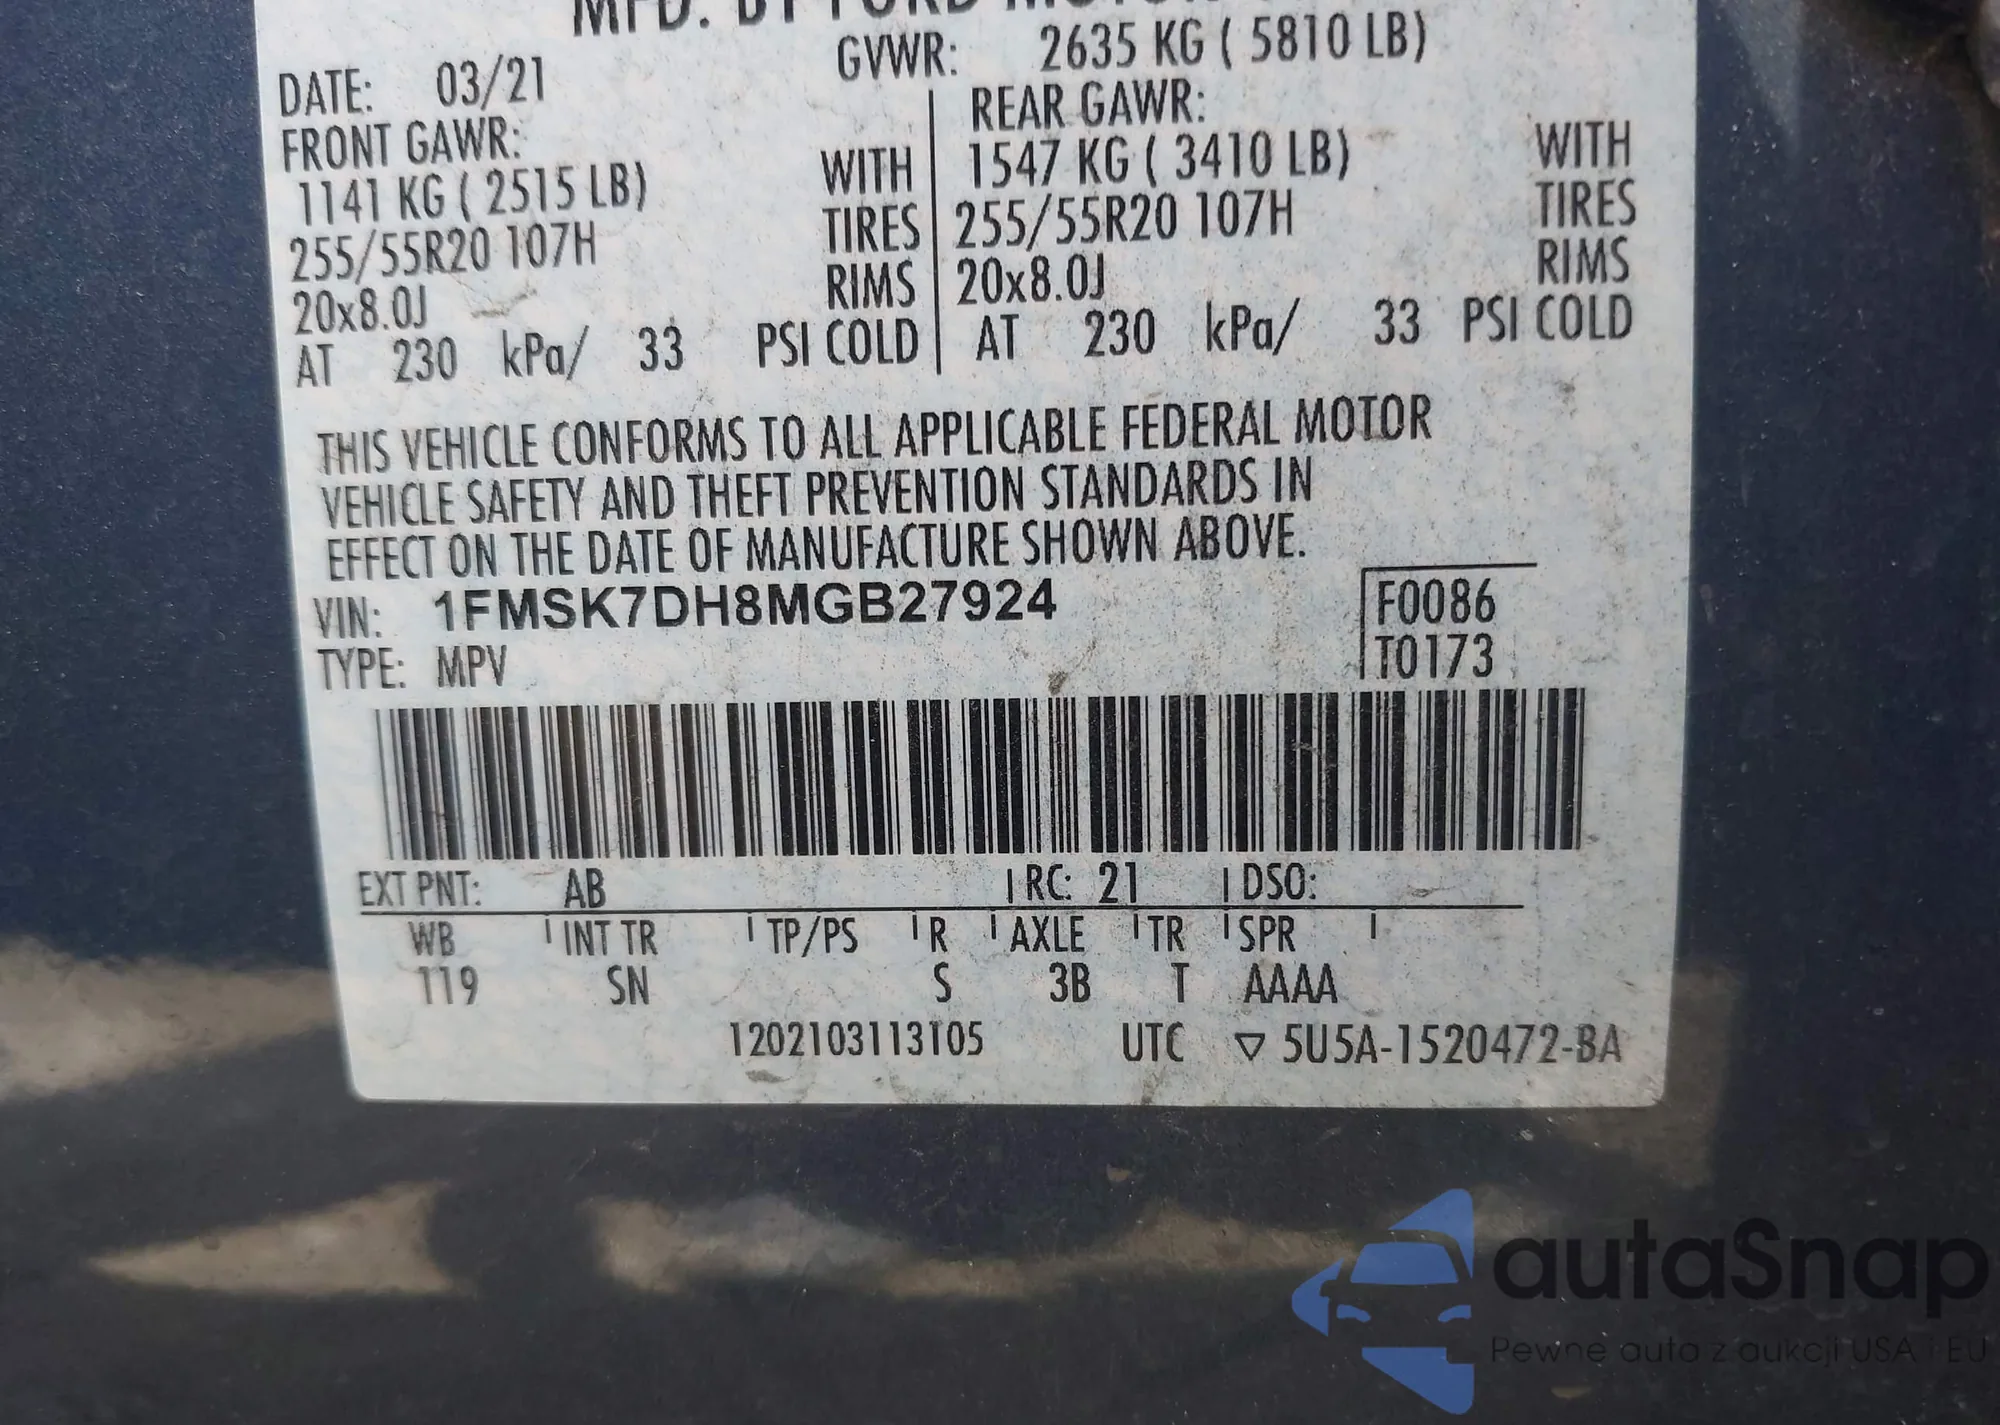 MFD. BY FORD MOTOR
DATE: 03/21 GVWR: 2635 KG ( 5810 LB)
FRONT GAWR: REAR GAWR:
1141 KG ( 2515 LB) WITH 1547 KG ( 3410 LB) WITH
255/55R20 107H TIRES 255/55R20 107H TIRES
20x8.0J RIMS 20x8.0J RIMS
AT 230 kPa/ 33 PSI COLD AT 230 kPa/ 33 PSI COLD
THIS VEHICLE CONFORMS TO ALL APPLICABLE FEDERAL MOTOR
VEHICLE SAFETY AND THEFT PREVENTION STANDARDS IN
EFFECT ON THE DATE OF MANUFACTURE SHOWN ABOVE.
VIN: 1FMSK7DH8MGB27924 F0086
TYPE: MPV T0173
EXT PNT: AB RC: 21 DSO:
WB INT TR TP/PS R AXLE TR SPR
119 SN S 3B T AAAA
1202103113105 UTC ▽ 5U5A-1520472-BA
autaSnap
Pewne auta z aukcji USA i EU